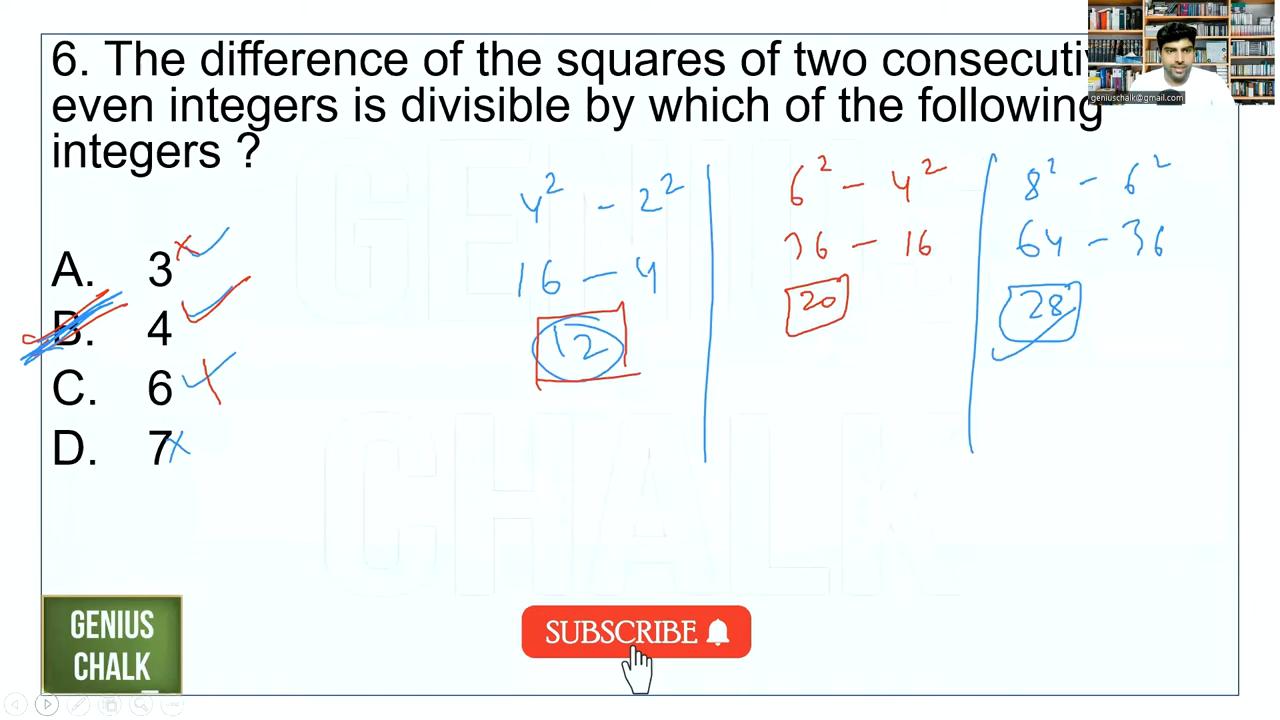 6. The difference of the squares of two consecuti
even integers is divisible by which of the following
integers ?
A. 3
B. 4
C. 6
D. 7
4² - 2²
16 - 4
12
6² - 4²
36 - 16
20
8² - 6²
64 - 36
28
geniuschalk@gmail.com
GENIUS
CHALK
GENIUS
CHALK
SUBSCRIBE